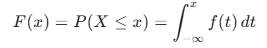 F(x) = P(X ≤ x) = ∫_{-∞}^{x} f(t) dt